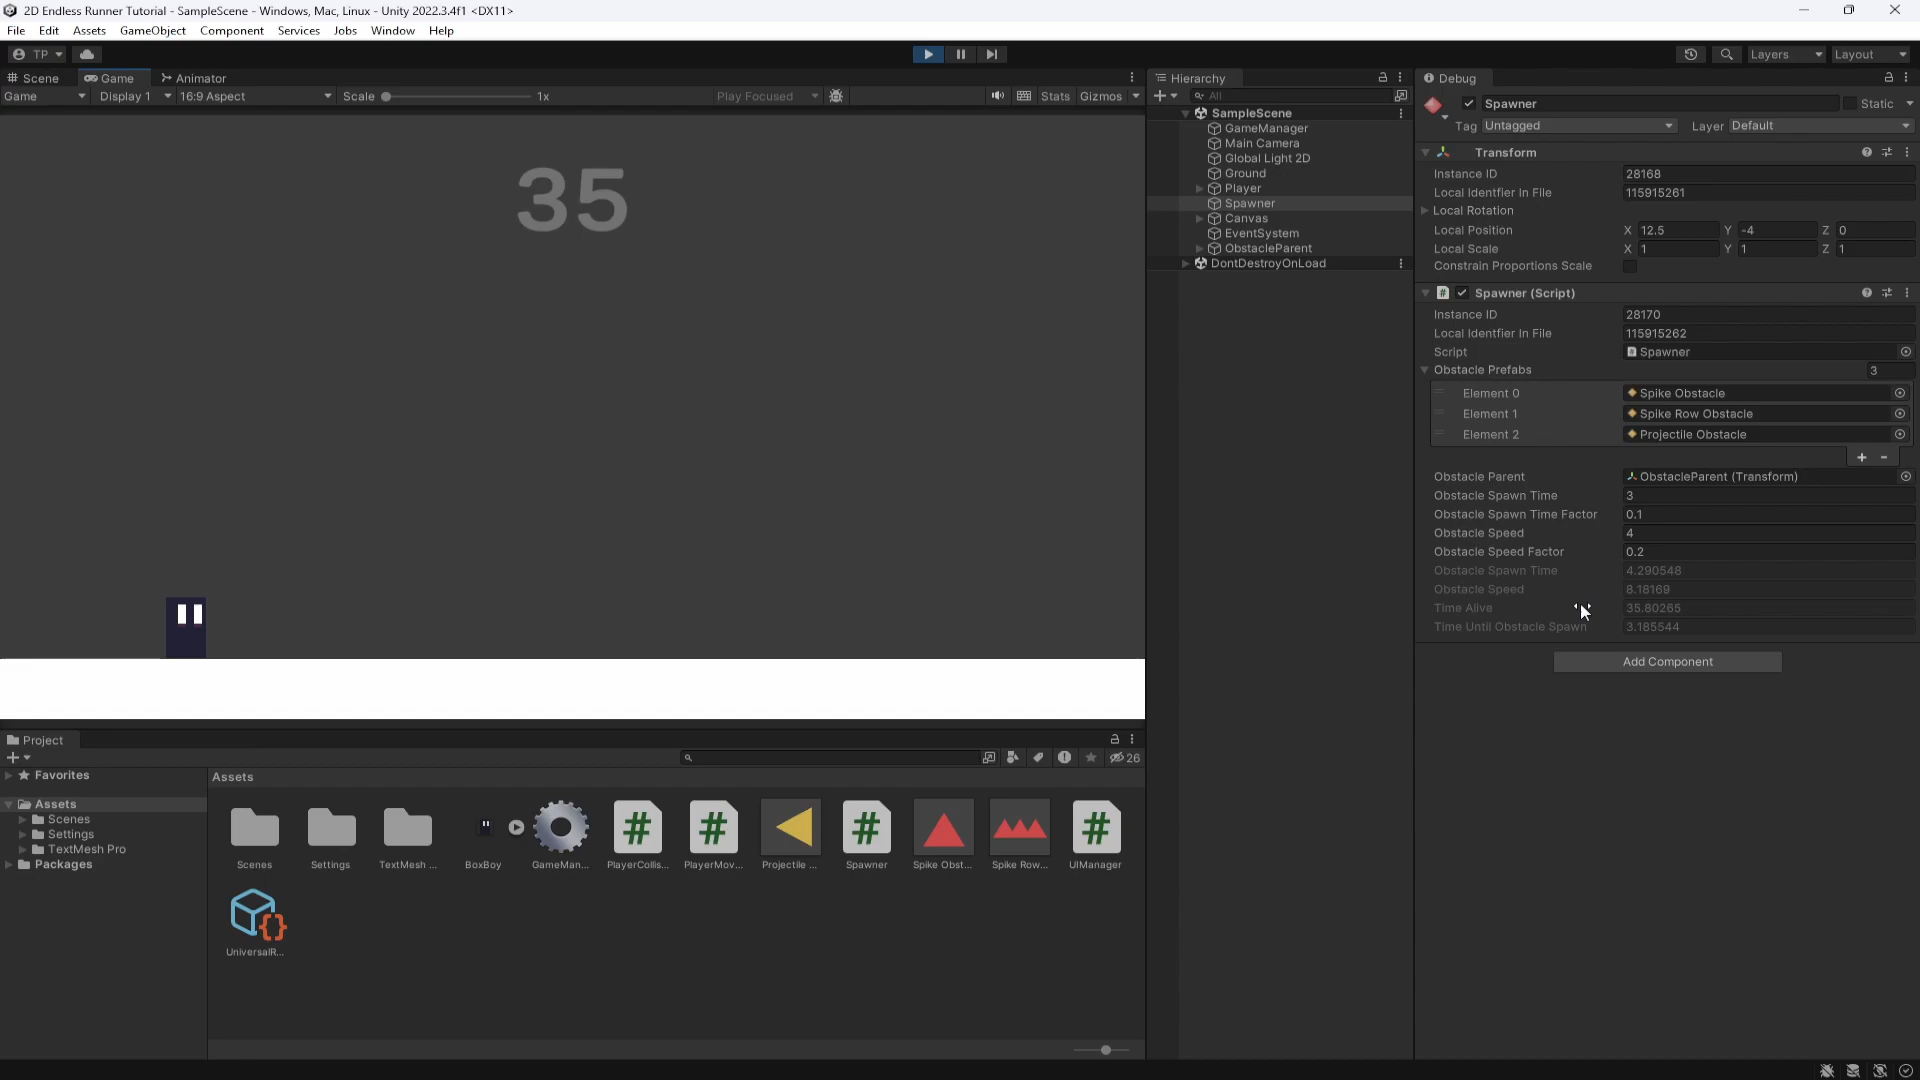 2D Endless Runner Tutorial - SampleScene - Windows, Mac, Linux - Unity 2022.3.4f1 <DX11>
File Edit Assets GameObject Component Services Jobs Window Help
TP Layers Layout
Scene Game Animator
Game Display 1 16:9 Aspect Scale 1x Play Focused Stats Gizmos
35
Hierarchy
All
SampleScene
GameManager
Main Camera
Global Light 2D
Ground
Player
Spawner
Canvas
EventSystem
ObstacleParent
DontDestroyOnLoad
Debug
Spawner Static
Tag Untagged Layer Default
Transform
Instance ID 28168
Local Identfier In File 115915261
Local Rotation
Local Position X 12.5 Y -4 Z 0
Local Scale X 1 Y 1 Z 1
Constrain Proportions Scale
Spawner (Script)
Instance ID 28170
Local Identfier In File 115915262
Script Spawner
Obstacle Prefabs 3
Element 0 Spike Obstacle
Element 1 Spike Row Obstacle
Element 2 Projectile Obstacle
Obstacle Parent ObstacleParent (Transform)
Obstacle Spawn Time 3
Obstacle Spawn Time Factor 0.1
Obstacle Speed 4
Obstacle Speed Factor 0.2
Obstacle Spawn Time 4.290548
Obstacle Speed 8.18169
Time Alive 35.80265
Time Until Obstacle Spawn 3.185544
Add Component
Project
26
Favorites
Assets
Scenes
Settings
TextMesh Pro
Packages
Assets
Scenes Settings TextMesh ... BoxBoy GameMan... PlayerCollis... PlayerMov... Projectile ... Spawner Spike Obst... Spike Row... UIManager
UniversalR...